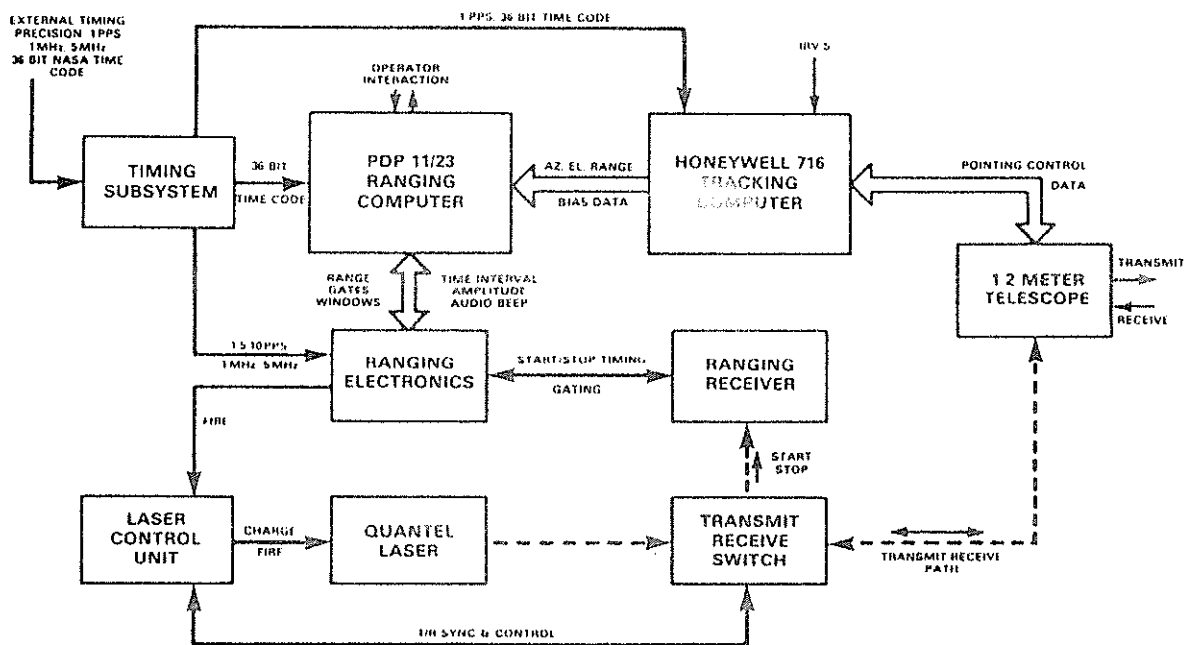 EXTERNAL TIMING
PRECISION 1PPS
1MHz, 5MHz
36 BIT NASA TIME
CODE
1 PPS, 36 BIT TIME CODE
IRV S
OPERATOR
INTERACTION
TIMING
SUBSYSTEM
36 BIT
TIME CODE
PDP 11/23
RANGING
COMPUTER
AZ. EL. RANGE
BIAS DATA
HONEYWELL 716
TRACKING
COMPUTER
POINTING CONTROL
DATA
1 2 METER
TELESCOPE
TRANSMIT
RECEIVE
RANGE
GATES
WINDOWS
TIME INTERVAL
AMPLITUDE
AUDIO BEEP
1 5 10 PPS
1MHz 5MHz
RANGING
ELECTRONICS
START/STOP TIMING
GATING
RANGING
RECEIVER
FIRE
START
STOP
LASER
CONTROL
UNIT
CHARGE
FIRE
QUANTEL
LASER
TRANSMIT
RECEIVE
SWITCH
TRANSMIT RECEIVE
PATH
T/R SYNC & CONTROL